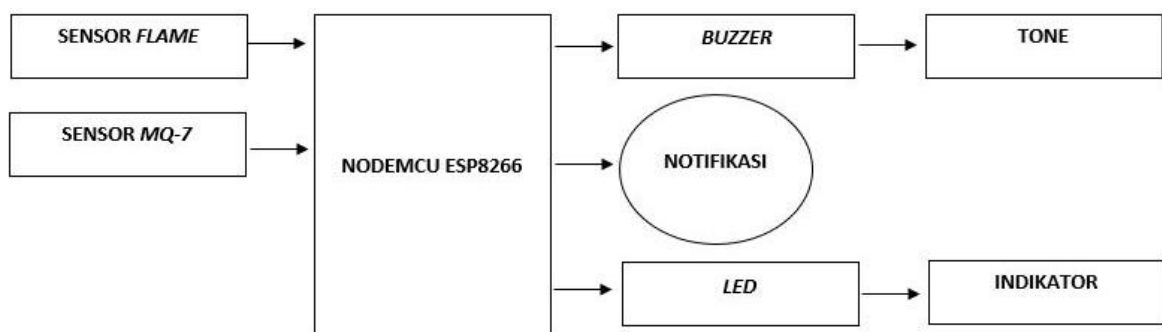 SENSOR FLAME
BUZZER
TONE
SENSOR MQ-7
NODEMCU ESP8266
NOTIFIKASI
LED
INDIKATOR